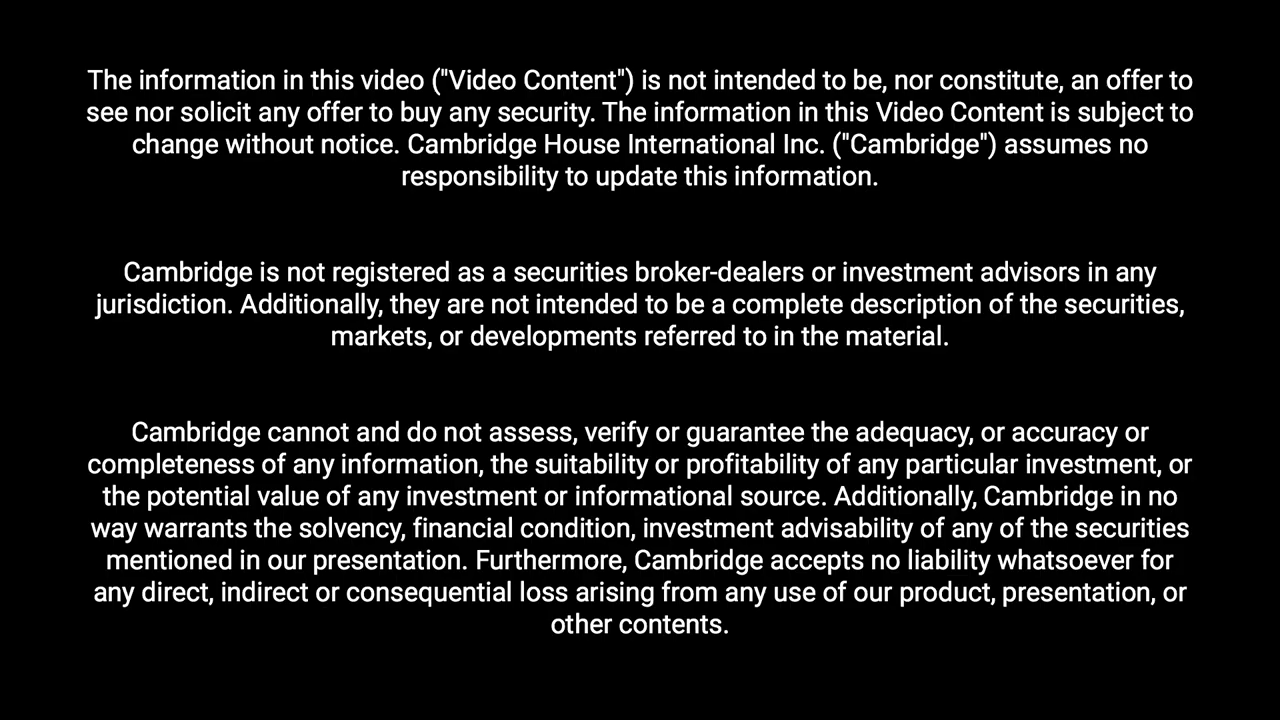 The information in this video ("Video Content") is not intended to be, nor constitute, an offer to
see nor solicit any offer to buy any security. The information in this Video Content is subject to
change without notice. Cambridge House International Inc. ("Cambridge") assumes no
responsibility to update this information.
Cambridge is not registered as a securities broker-dealers or investment advisors in any
jurisdiction. Additionally, they are not intended to be a complete description of the securities,
markets, or developments referred to in the material.
Cambridge cannot and do not assess, verify or guarantee the adequacy, or accuracy or
completeness of any information, the suitability or profitability of any particular investment, or
the potential value of any investment or informational source. Additionally, Cambridge in no
way warrants the solvency, financial condition, investment advisability of any of the securities
mentioned in our presentation. Furthermore, Cambridge accepts no liability whatsoever for
any direct, indirect or consequential loss arising from any use of our product, presentation, or
other contents.